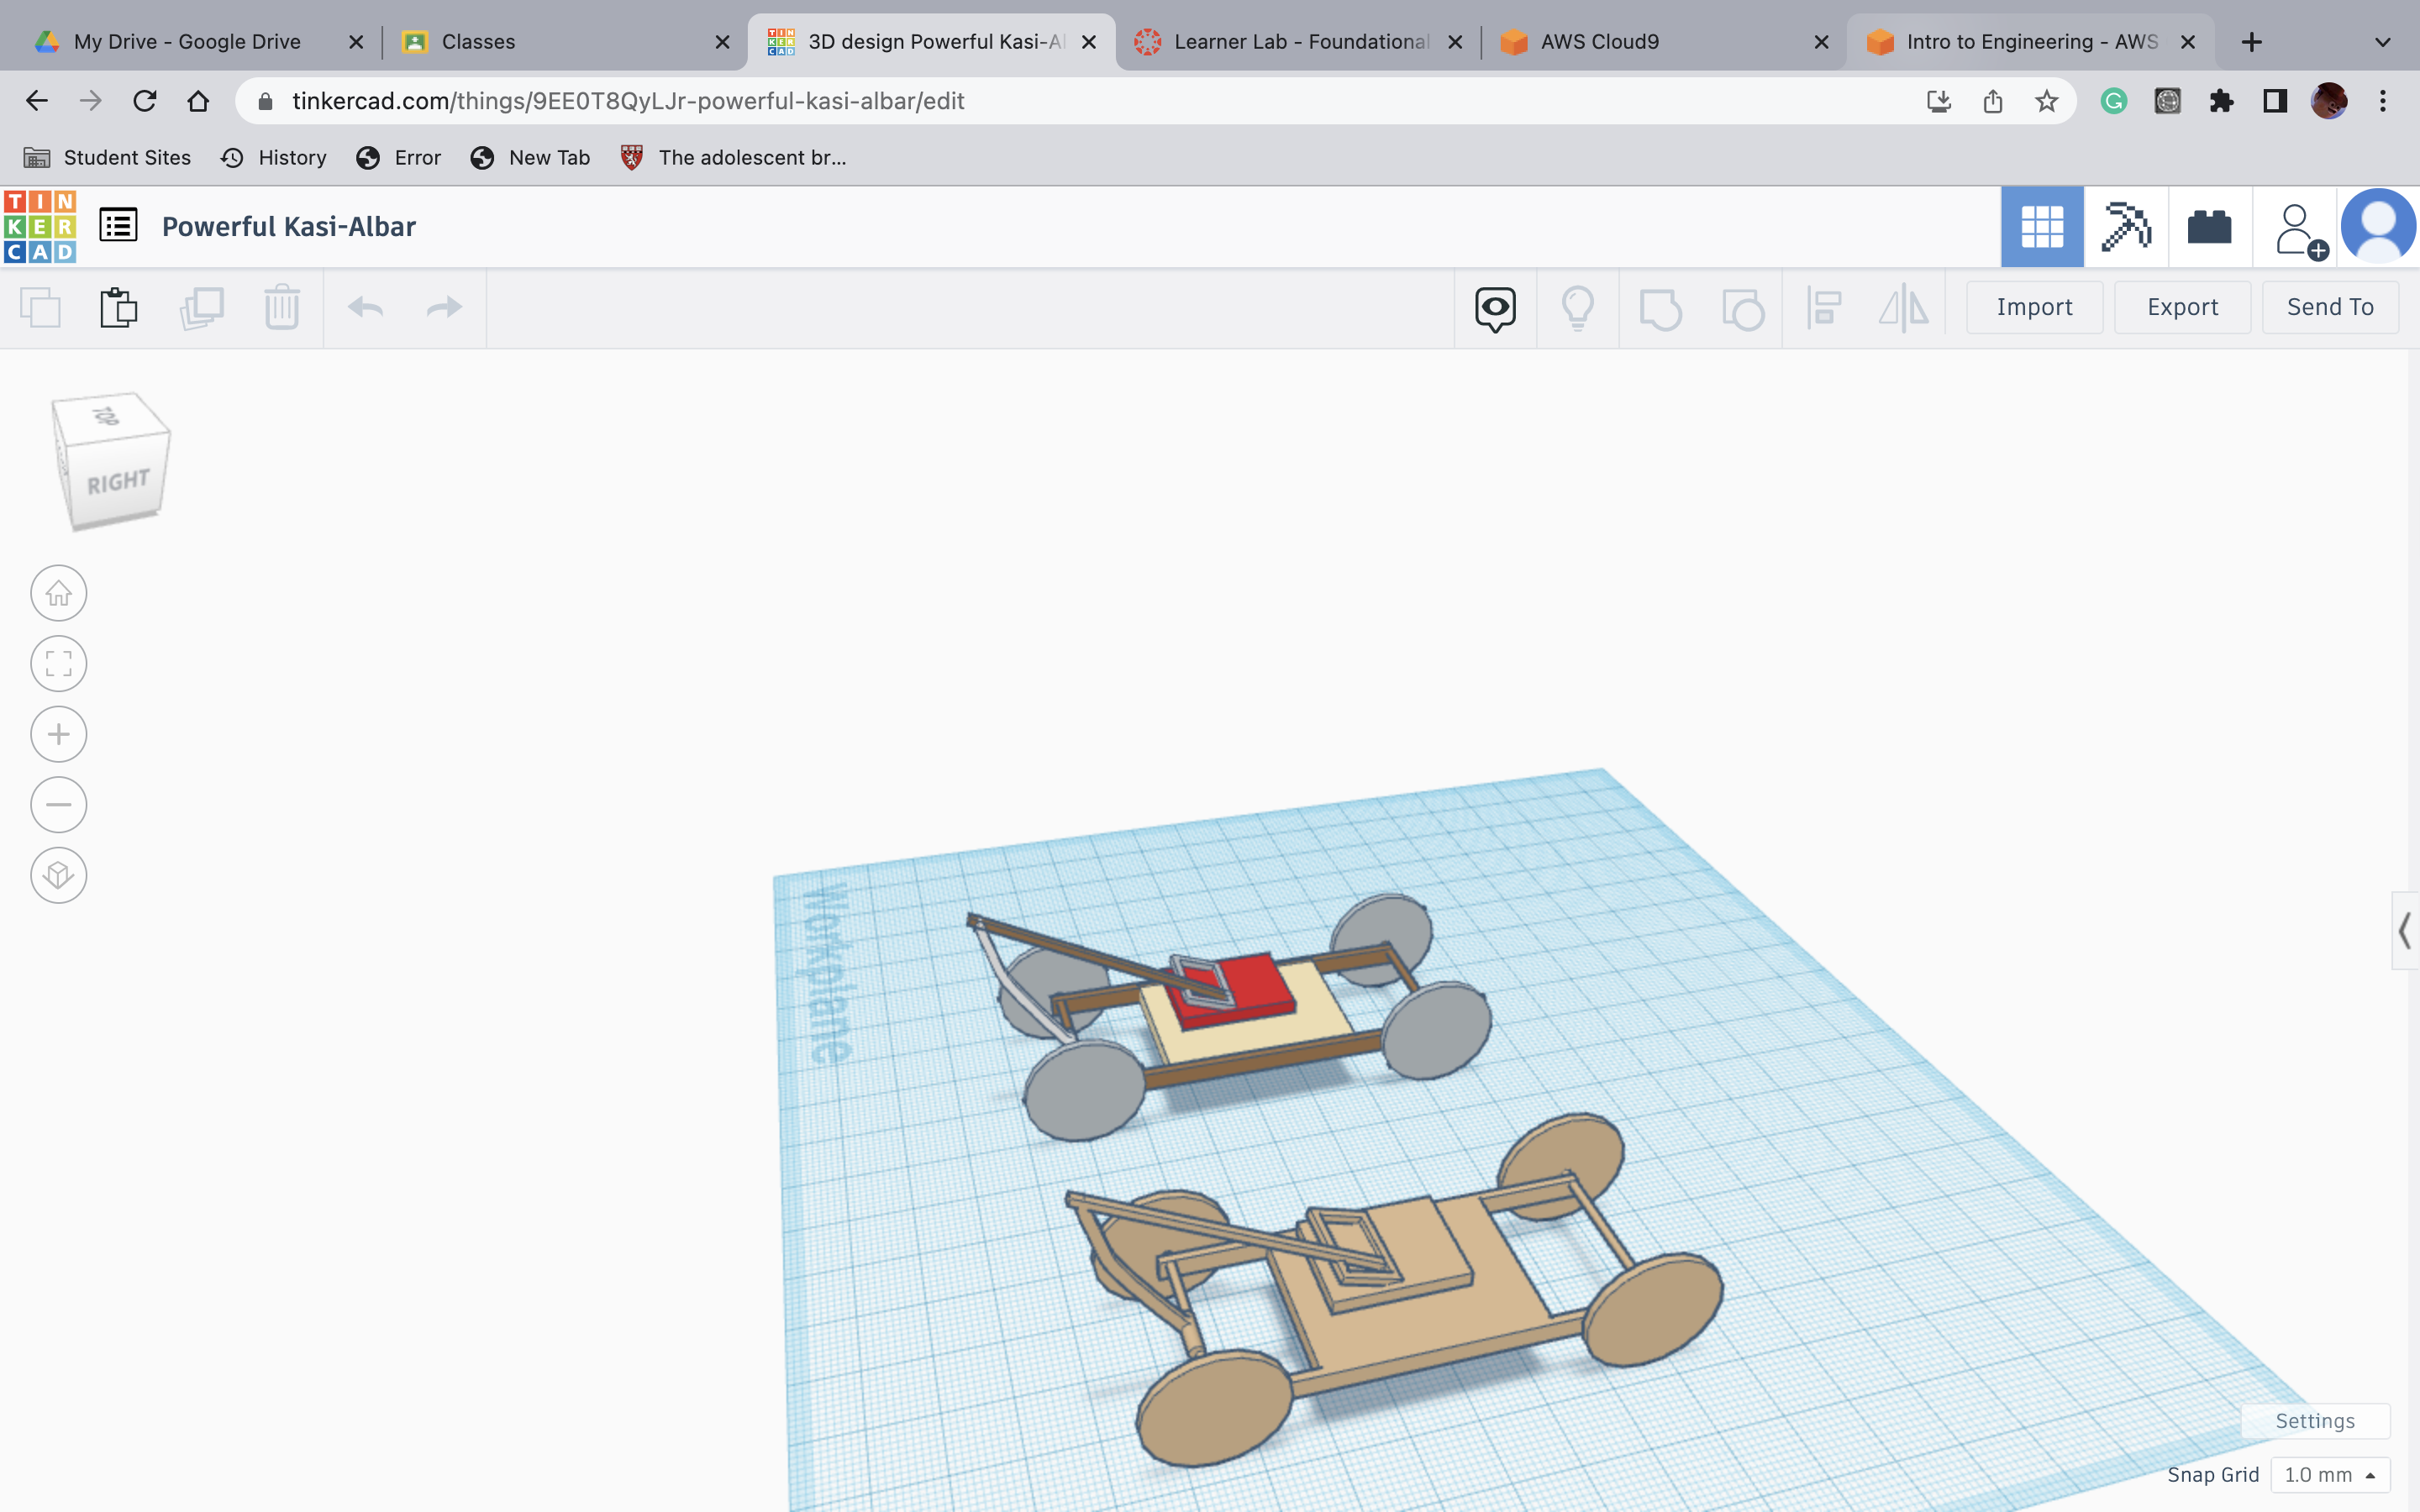 My Drive - Google Drive
Classes
3D design Powerful Kasi-Al
Learner Lab - Foundational
AWS Cloud9
Intro to Engineering - AWS
tinkercad.com/things/9EE0T8QyLJr-powerful-kasi-albar/edit
Student Sites
History
Error
New Tab
The adolescent br...
TIN
KER
CAD
Powerful Kasi-Albar
Import
Export
Send To
TOP
RIGHT
Workplane
Settings
Snap Grid
1.0 mm